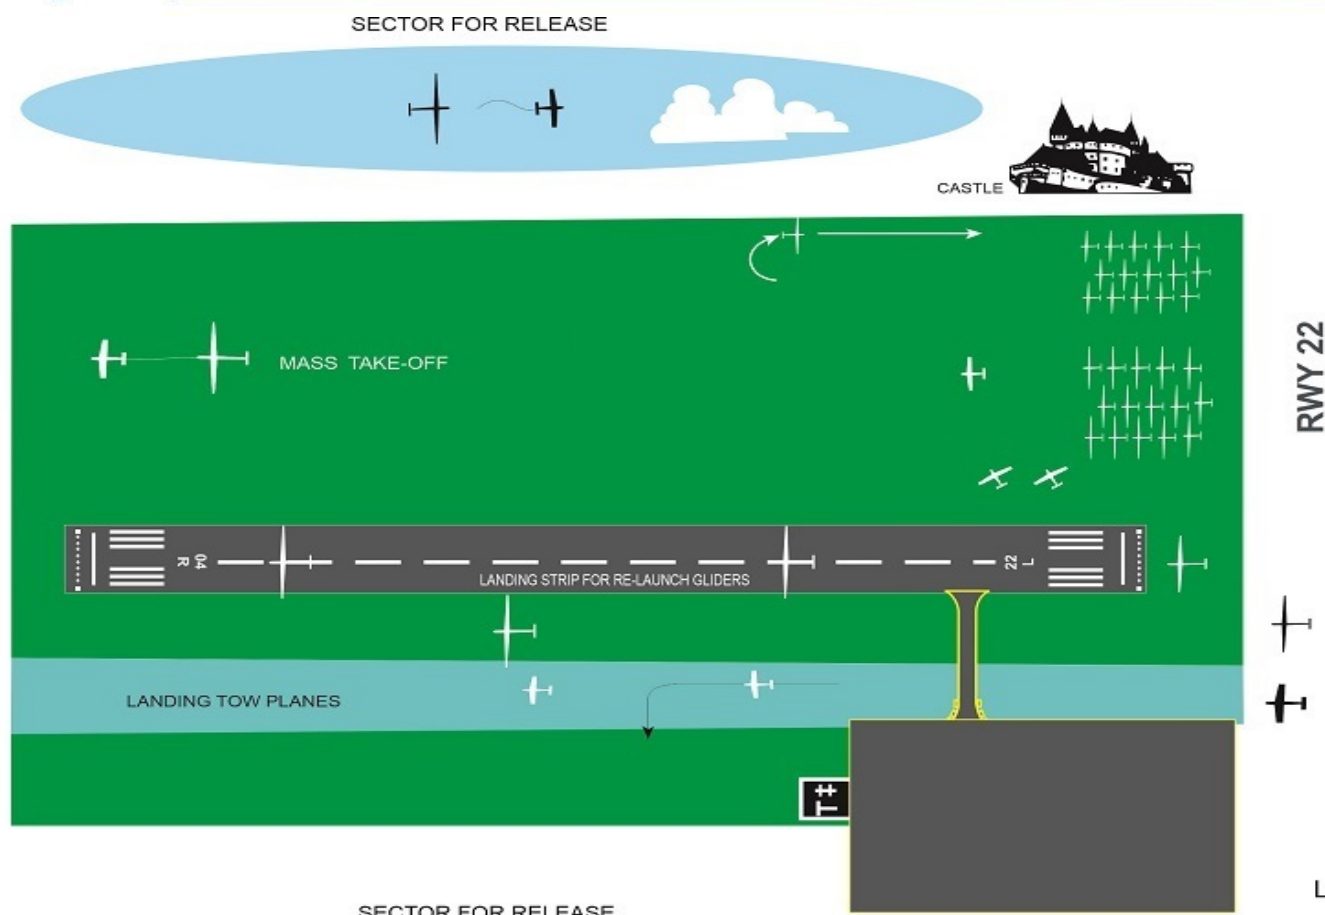 SECTOR FOR RELEASE
CASTLE
MASS TAKE-OFF
RWY 22
04
R
22
L
LANDING STRIP FOR RE-LAUNCH GLIDERS
LANDING TOW PLANES
T
SECTOR FOR RELEASE
L